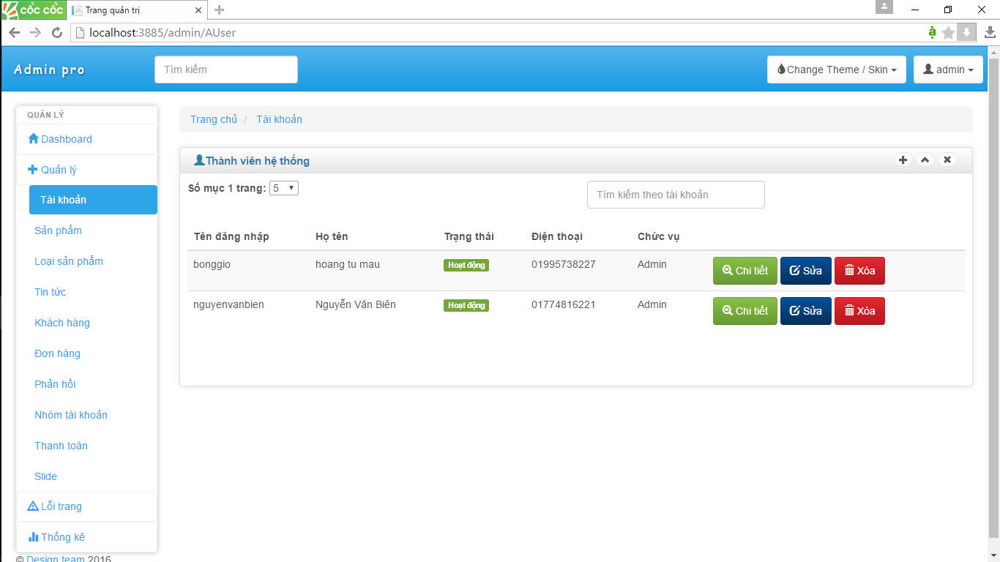 cốc cốc
Trang quản trị
localhost:3885/admin/AUser
Admin pro
Tìm kiếm
Change Theme / Skin
admin
QUẢN LÝ
Dashboard
Quản lý
Tài khoản
Sản phẩm
Loại sản phẩm
Tin tức
Khách hàng
Đơn hàng
Phản hồi
Nhóm tài khoản
Thanh toán
Slide
Lỗi trang
Thống kê
© Design team 2016
Trang chủ / Tài khoản
Thành viên hệ thống
Số mục 1 trang: 5
Tìm kiếm theo tài khoản
Tên đăng nhập Họ tên Trạng thái Điện thoại Chức vụ
bonggio hoang tu mau Hoạt động 01995738227 Admin Chi tiết Sửa Xóa
nguyenvanbien Nguyễn Văn Biên Hoạt động 01774816221 Admin Chi tiết Sửa Xóa